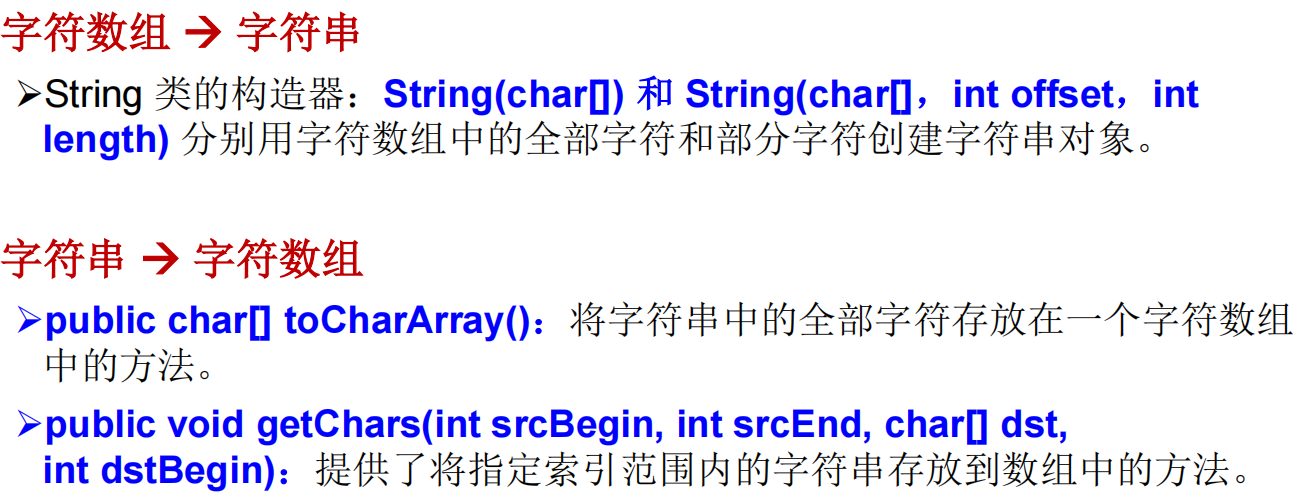 字符数组 → 字符串
➢String 类的构造器：String(char[]) 和 String(char[]，int offset，int
length) 分别用字符数组中的全部字符和部分字符创建字符串对象。
字符串 → 字符数组
➢public char[] toCharArray()：将字符串中的全部字符存放在一个字符数组
中的方法。
➢public void getChars(int srcBegin, int srcEnd, char[] dst,
int dstBegin)：提供了将指定索引范围内的字符串存放到数组中的方法。